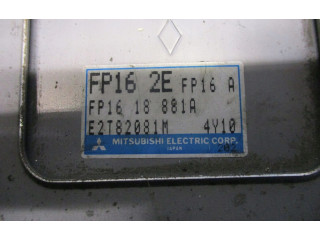 FP16 2E FP16 A
FP16 18 881A
E2T82081M 4Y10
MITSUBISHI ELECTRIC CORP.
JAPAN